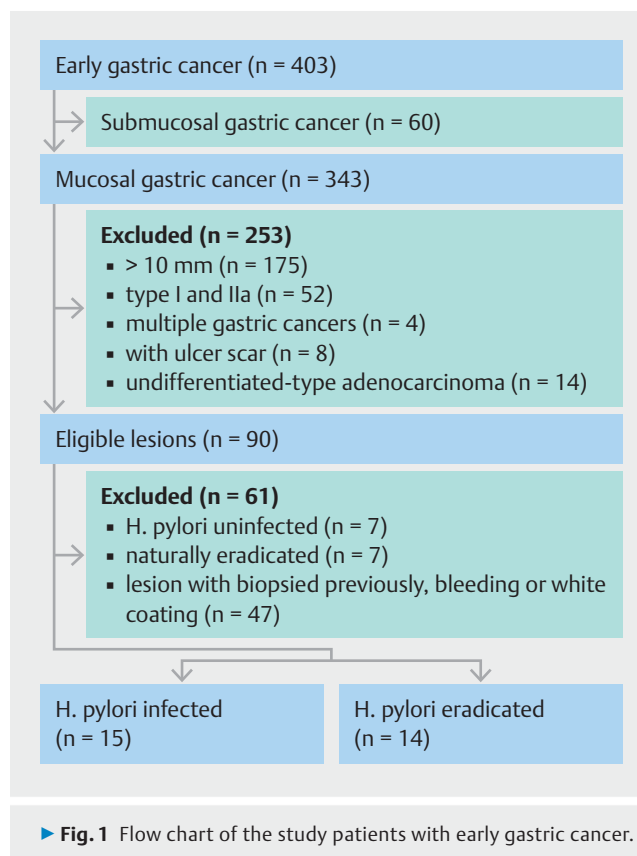 Early gastric cancer (n = 403)
Submucosal gastric cancer (n = 60)
Mucosal gastric cancer (n = 343)
Excluded (n = 253)
▪ > 10 mm (n = 175)
▪ type I and IIa (n = 52)
▪ multiple gastric cancers (n = 4)
▪ with ulcer scar (n = 8)
▪ undifferentiated-type adenocarcinoma (n = 14)
Eligible lesions (n = 90)
Excluded (n = 61)
▪ H. pylori uninfected (n = 7)
▪ naturally eradicated (n = 7)
▪ lesion with biopsied previously, bleeding or white
coating (n = 47)
H. pylori infected
(n = 15)
H. pylori eradicated
(n = 14)
▶ Fig. 1 Flow chart of the study patients with early gastric cancer.